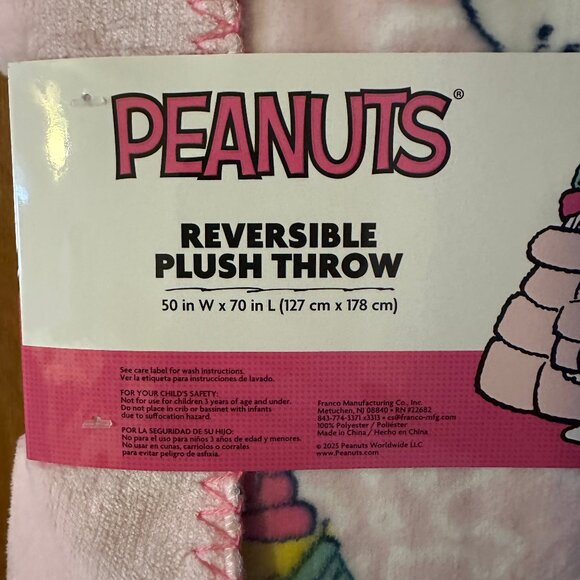 PEANUTS®
REVERSIBLE
PLUSH THROW
50 in W x 70 in L (127 cm x 178 cm)
See care label for wash instructions.
Ver la etiqueta para instrucciones de lavado.
FOR YOUR CHILD'S SAFETY:
Not for use for children 3 years of age and under.
Do not place in crib or bassinet with infants
due to suffocation hazard.
POR LA SEGURIDAD DE SU HIJO:
No para el uso para niños 3 años de edad y menores.
No usar en cunas, carriolas o corrales
para evitar peligro de asfixia.
Franco Manufacturing Co., Inc.
Metuchen, NJ 08840 • RN #22682
843-774-5371 x3313 • cs@franco-mfg.com
100% Polyester / Poliéster
Made in China / Hecho en China
© 2025 Peanuts Worldwide LLC
www.Peanuts.com